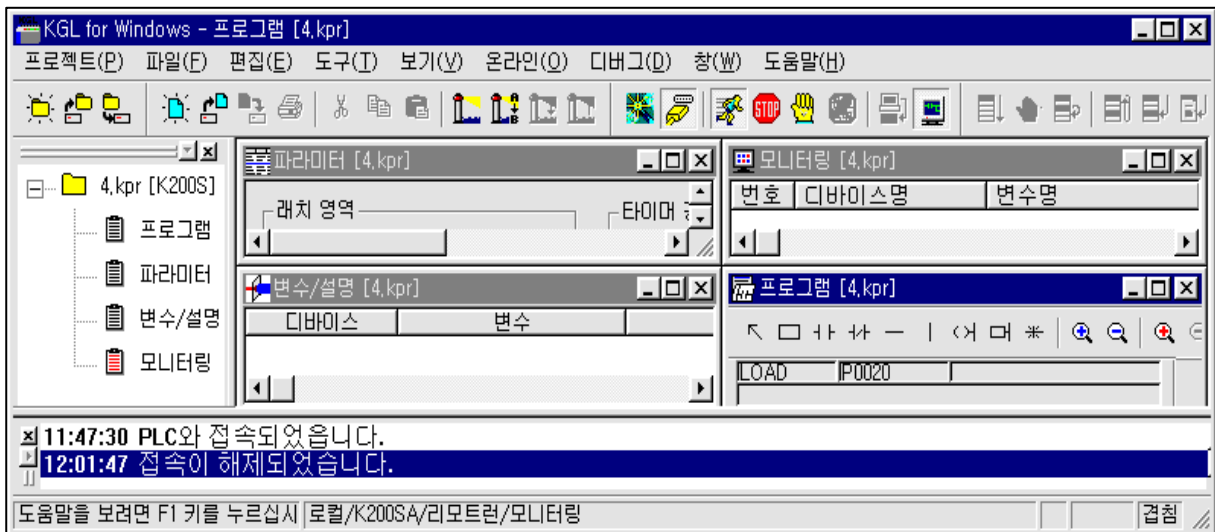 KGL for Windows - 프로그램 [4.kpr]
프로젝트(P) 파일(F) 편집(E) 도구(T) 보기(V) 온라인(O) 디버그(D) 창(W) 도움말(H)
STOP
4.kpr [K200S]
프로그램
파라미터
변수/설명
모니터링
파라미터 [4.kpr]
래치 영역
타이머
모니터링 [4.kpr]
번호 디바이스명 변수명
변수/설명 [4.kpr]
디바이스 변수
프로그램 [4.kpr]
LOAD P0020
11:47:30 PLC와 접속되었읍니다.
12:01:47 접속이 해제되었습니다.
도움말을 보려면 F1 키를 누르십시 로컬/K200SA/리모트런/모니터링 겹침